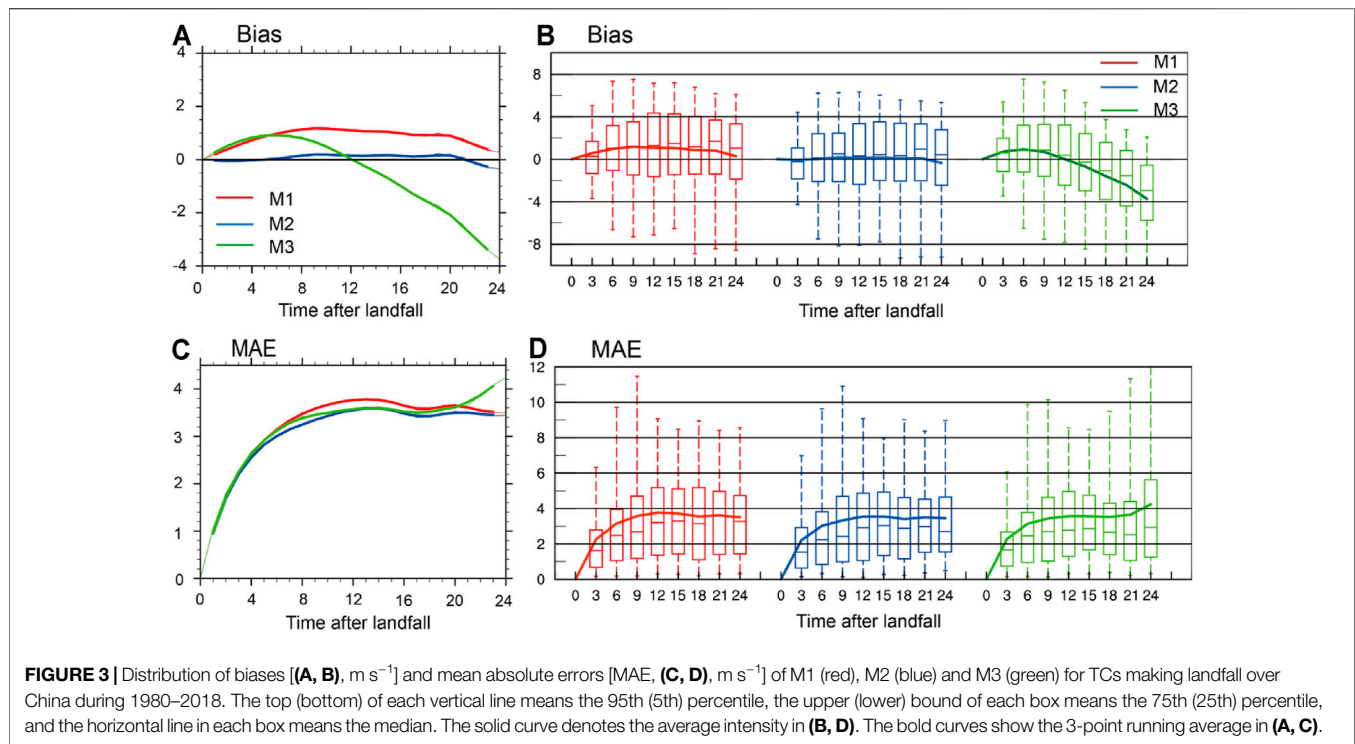 A Bias
4
2
0
-2
-4
M1
M2
M3
0 4 8 12 16 20 24
Time after landfall
B Bias
8
4
0
-4
-8
M1
M2
M3
0 3 6 9 12 15 18 21 24 0 3 6 9 12 15 18 21 24 0 3 6 9 12 15 18 21 24
Time after landfall
C MAE
4
3
2
1
0
0 4 8 12 16 20 24
Time after landfall
D MAE
12
10
8
6
4
2
0
0 3 6 9 12 15 18 21 24 0 3 6 9 12 15 18 21 24 0 3 6 9 12 15 18 21 24
Time after landfall
FIGURE 3 | Distribution of biases [(A, B), m s⁻¹] and mean absolute errors [MAE, (C, D), m s⁻¹] of M1 (red), M2 (blue) and M3 (green) for TCs making landfall over
China during 1980–2018. The top (bottom) of each vertical line means the 95th (5th) percentile, the upper (lower) bound of each box means the 75th (25th) percentile,
and the horizontal line in each box means the median. The solid curve denotes the average intensity in (B, D). The bold curves show the 3-point running average in (A, C).